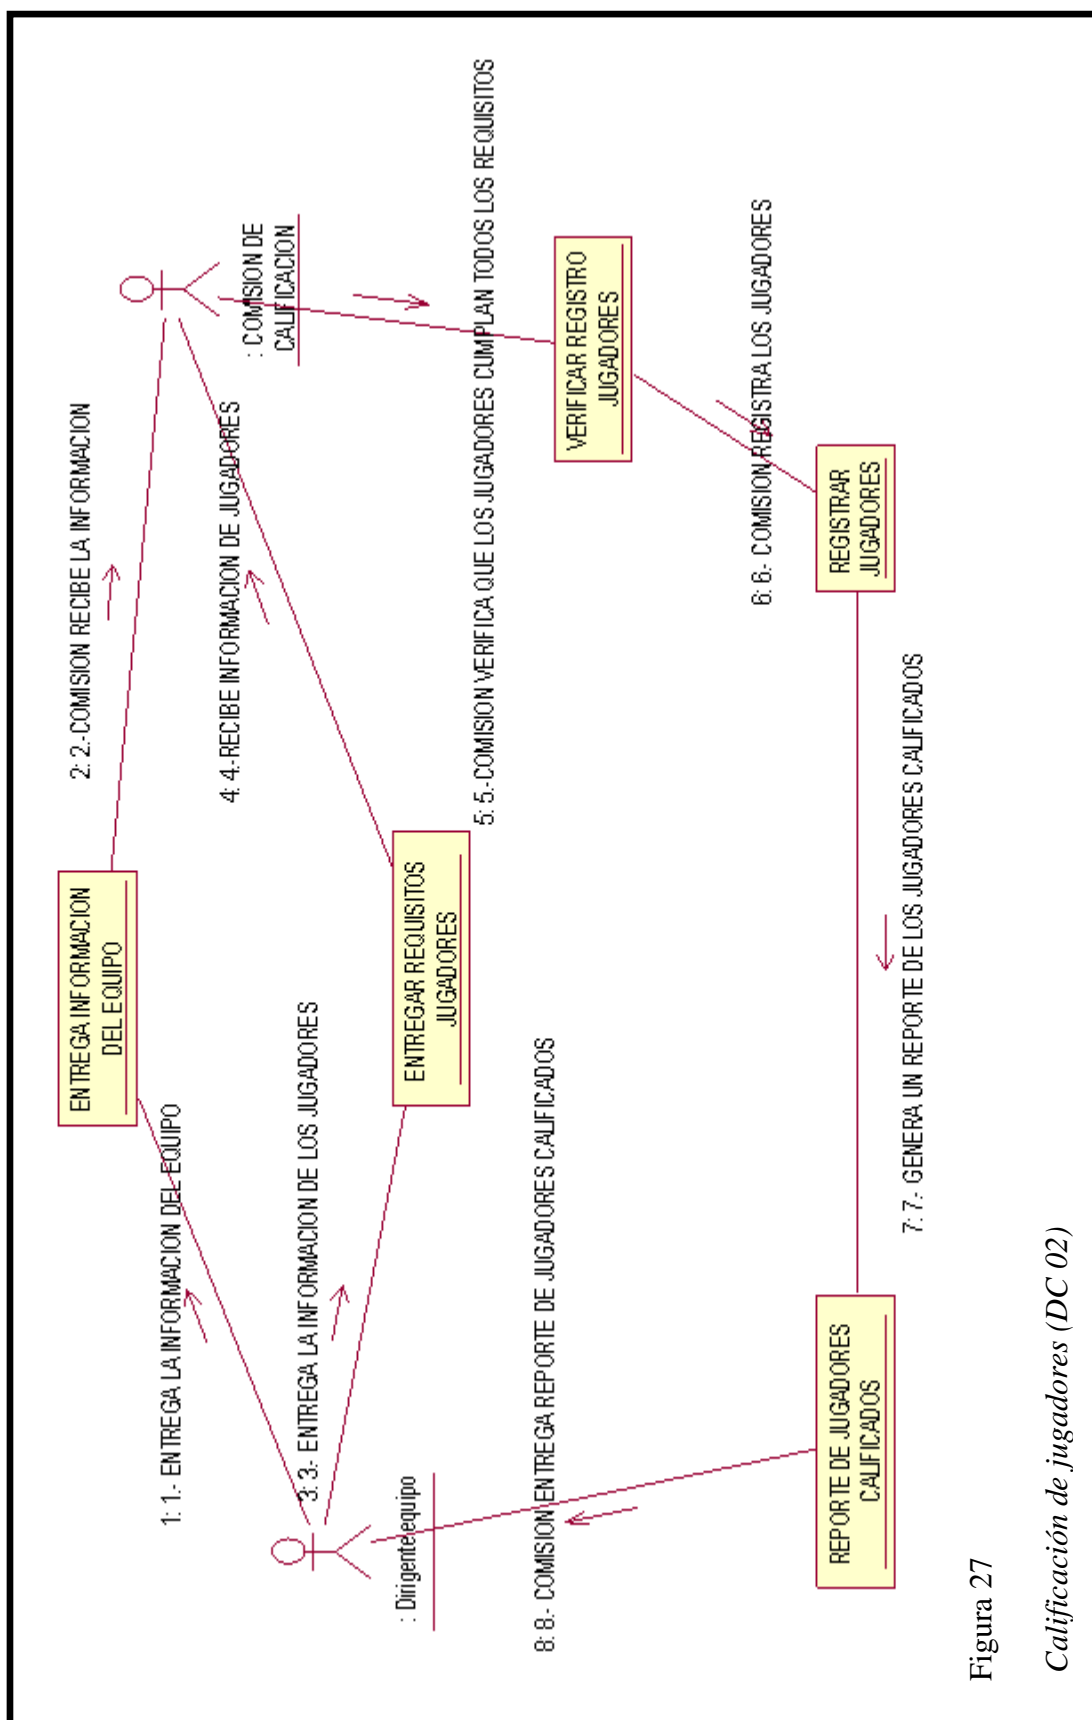 ENTREGA INFORMACION
DEL EQUIPO
2: 2.-COMISION RECIBE LA INFORMACION
1: 1.- ENTREGA LA INFORMACION DEL EQUIPO
4: 4.-RECIBE INFORMACION DE JUGADORES
: COMISION DE
CALIFICACION
3: 3.- ENTREGA LA INFORMACION DE LOS JUGADORES
: Dirigente equipo
ENTREGAR REQUISITOS
JUGADORES
5: 5.-COMISION VERIFICA QUE LOS JUGADORES CUMPLAN TODOS LOS REQUISITOS
8: 8.- COMISION ENTREGA REPORTE DE JUGADORES CALIFICADOS
VERIFICAR REGISTRO
JUGADORES
6: 6.- COMISION REGISTRA LOS JUGADORES
REPORTE DE JUGADORES
CALIFICADOS
REGISTRAR
JUGADORES
7: 7.- GENERA UN REPORTE DE LOS JUGADORES CALIFICADOS
Figura 27
Calificación de jugadores (DC 02)